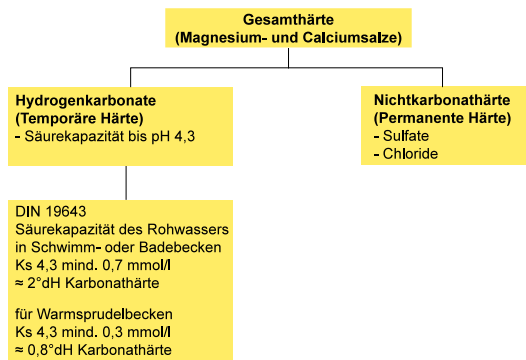 Gesamthärte
(Magnesium- und Calciumsalze)
Hydrogenkarbonate
(Temporäre Härte)
- Säurekapazität bis pH 4,3
Nichtkarbonathärte
(Permanente Härte)
- Sulfate
- Chloride
DIN 19643
Säurekapazität des Rohwassers
in Schwimm- oder Badebecken
Ks 4,3 mind. 0,7 mmol/l
≈ 2°dH Karbonathärte
für Warmsprudelbecken
Ks 4,3 mind. 0,3 mmol/l
≈ 0,8°dH Karbonathärte